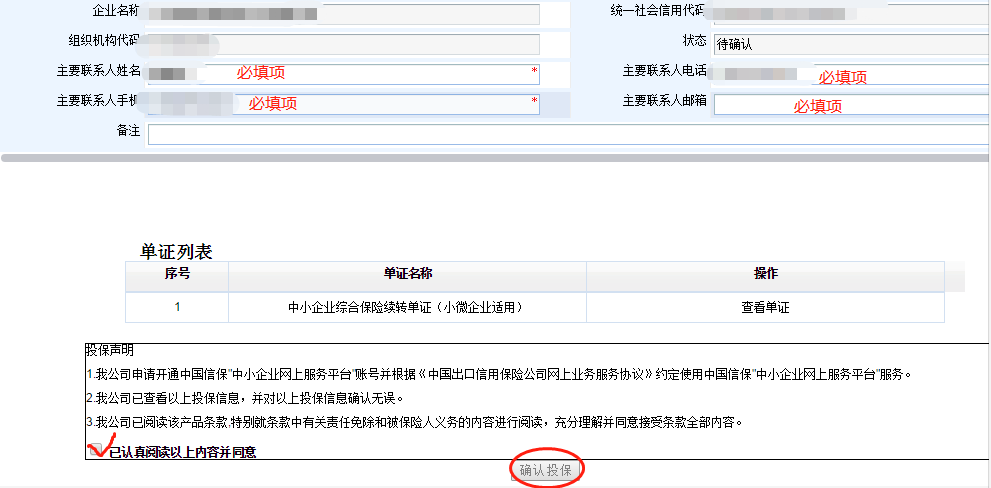 企业名称 统一社会信用代码
组织机构代码 状态 待确认
主要联系人姓名 必填项 * 主要联系人电话 必填项
主要联系人手机 必填项 * 主要联系人邮箱 必填项
备注
单证列表
序号 单证名称 操作
1 中小企业综合保险续转单证（小微企业适用） 查看单证
投保声明
1.我公司申请开通中国信保"中小企业网上服务平台"账号并根据《中国出口信用保险公司网上业务服务协议》约定使用中国信保"中小企业网上服务平台"服务。
2.我公司已查看以上投保信息，并对以上投保信息确认无误。
3.我公司已阅读该产品条款.特别就条款中有关责任免除和被保险人义务的内容进行阅读，充分理解并同意接受条款全部内容。
已认真阅读以上内容并同意
确认投保